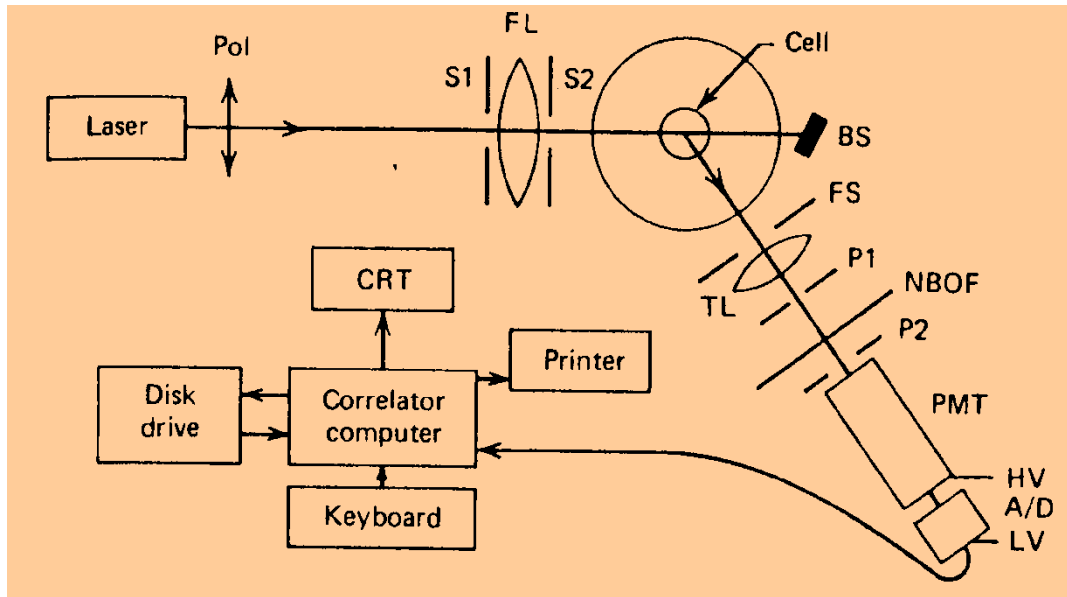 FL
Pol
Cell
S1
S2
Laser
BS
FS
P1
CRT
NBOF
TL
P2
Printer
Disk
drive
Correlator
computer
PMT
HV
Keyboard
A/D
LV